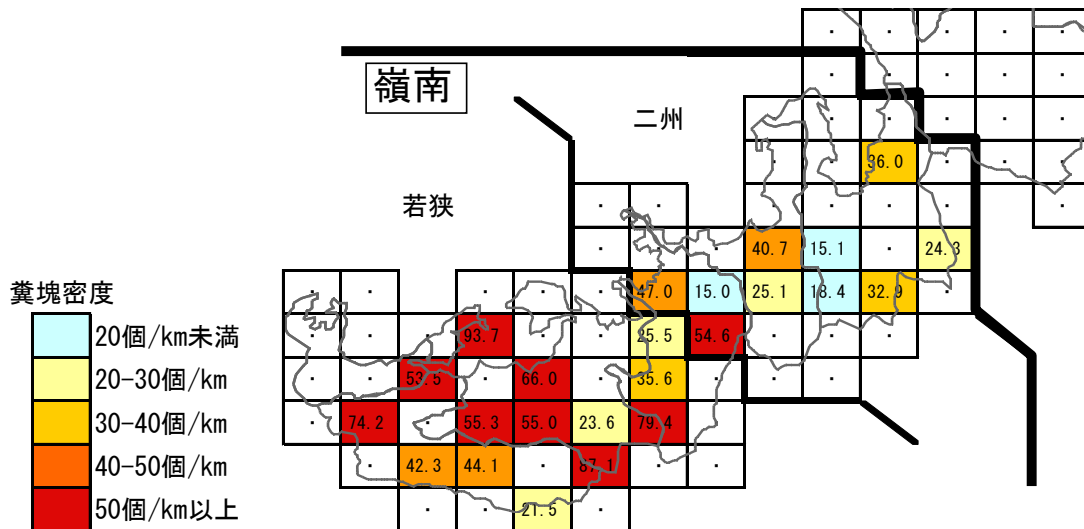 嶺南
二州
若狭
36.0
40.7 15.1 24.3
47.0 15.0 25.1 18.4 32.9
93.7 25.5 54.6
53.5 66.0 35.6
74.2 55.3 55.0 23.6 79.4
42.3 44.1 87.1
21.5
糞塊密度
20個/km未満
20-30個/km
30-40個/km
40-50個/km
50個/km以上